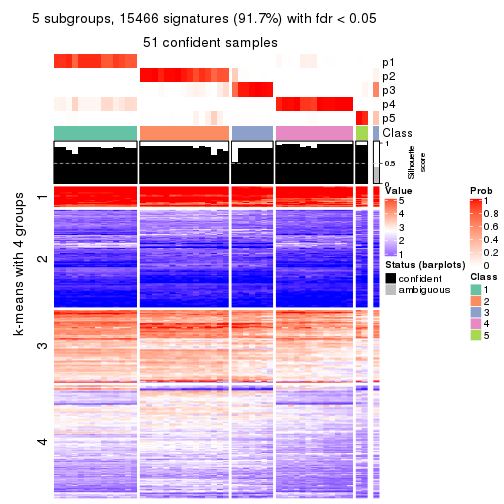 5 subgroups, 15466 signatures (91.7%) with fdr < 0.05
51 confident samples
p1
p2
p3
p4
p5
Class
1
0.5
0
Silhouette
score
k-means with 4 groups
1
2
3
4
Value
5
4
3
2
1
Status (barplots)
confident
ambiguous
Prob
1
0.8
0.6
0.4
0.2
0
Class
1
2
3
4
5